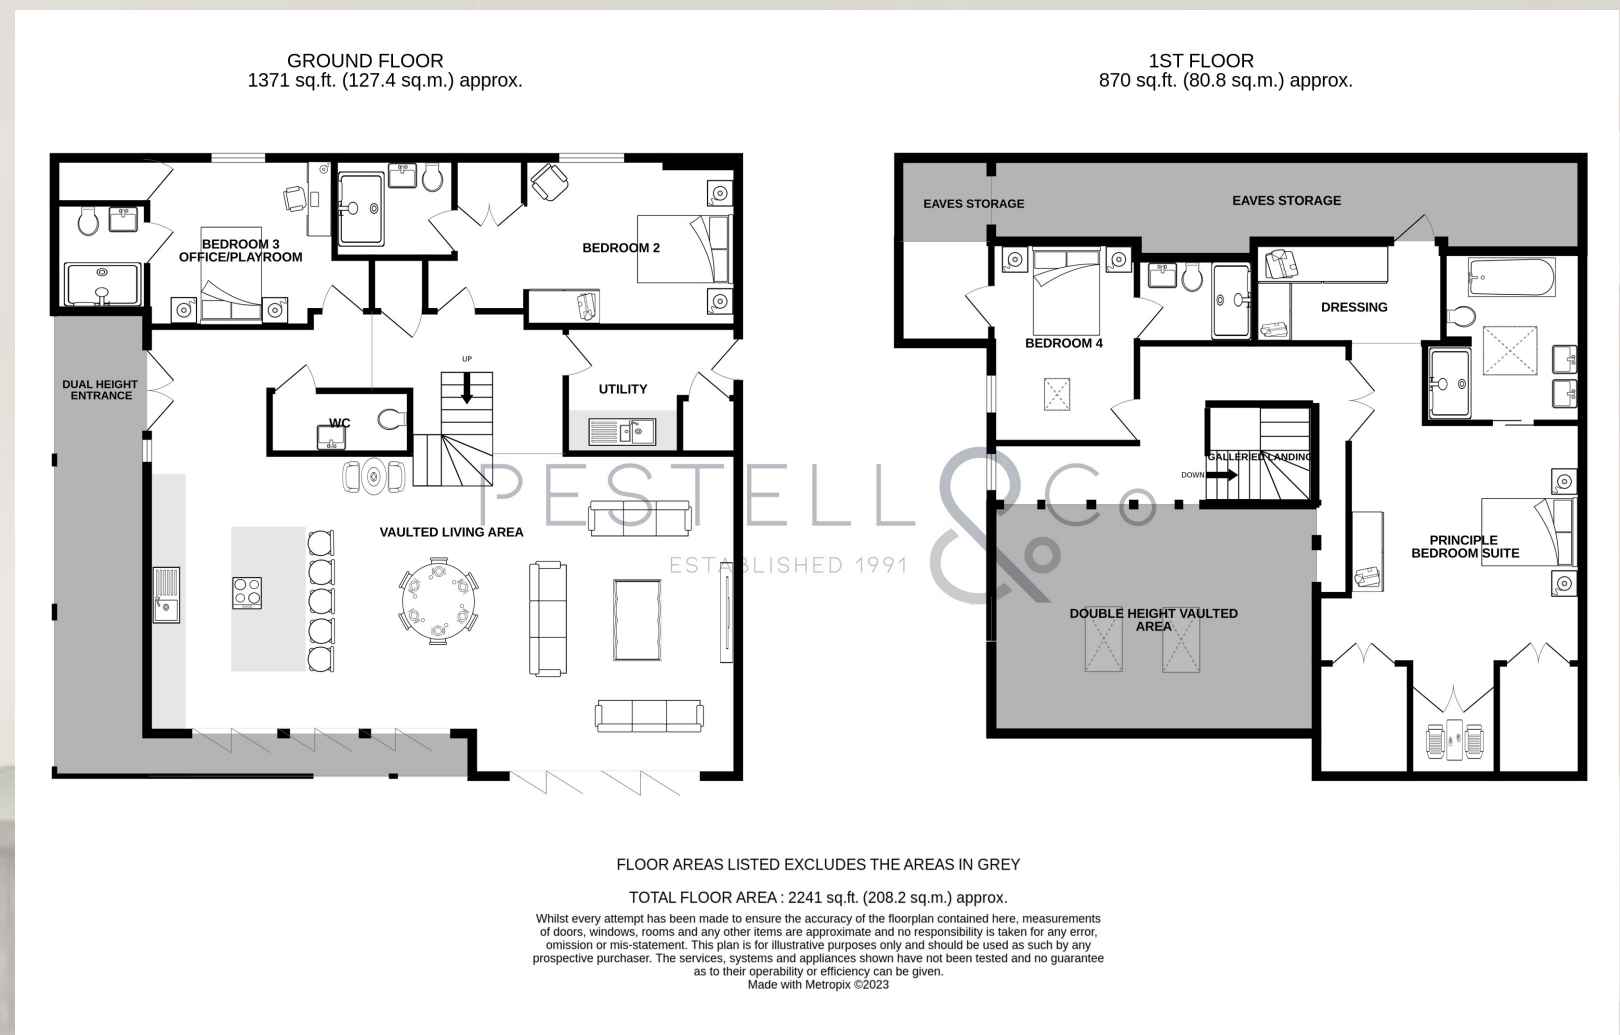 GROUND FLOOR
1371 sq.ft. (127.4 sq.m.) approx.
1ST FLOOR
870 sq.ft. (80.8 sq.m.) approx.
BEDROOM 3
OFFICE/PLAYROOM
BEDROOM 2
DUAL HEIGHT
ENTRANCE
UP
UTILITY
WC
VAULTED LIVING AREA
EAVES STORAGE
EAVES STORAGE
DRESSING
BEDROOM 4
GALLERIED LANDING
DOWN
PRINCIPLE
BEDROOM SUITE
DOUBLE HEIGHT VAULTED
AREA
PESTELL & Co
ESTABLISHED 1991
FLOOR AREAS LISTED EXCLUDES THE AREAS IN GREY
TOTAL FLOOR AREA : 2241 sq.ft. (208.2 sq.m.) approx.
Whilst every attempt has been made to ensure the accuracy of the floorplan contained here, measurements
of doors, windows, rooms and any other items are approximate and no responsibility is taken for any error,
omission or mis-statement. This plan is for illustrative purposes only and should be used as such by any
prospective purchaser. The services, systems and appliances shown have not been tested and no guarantee
as to their operability or efficiency can be given.
Made with Metropix ©2023